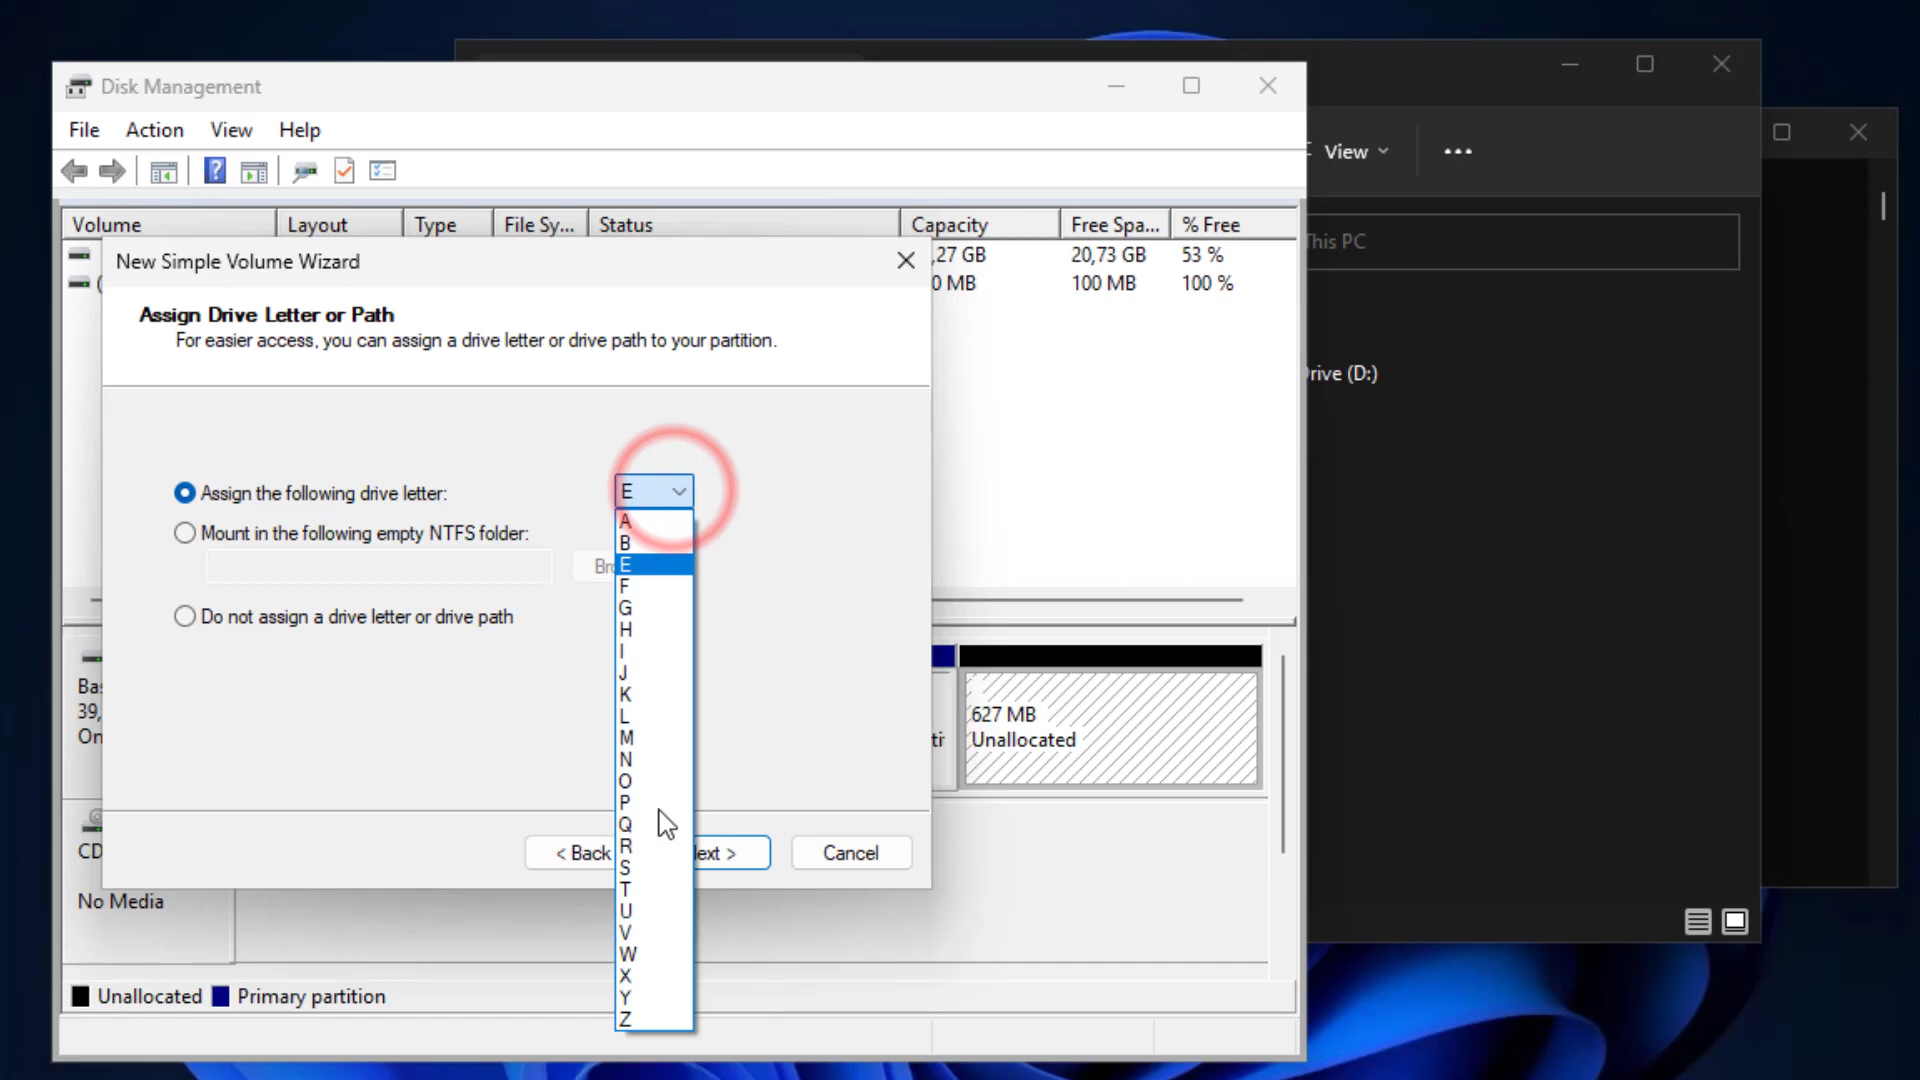 Disk Management
File Action View Help
View
This PC
Volume Layout Type File Sy... Status Capacity Free Spa... % Free
,27 GB 20,73 GB 53 %
0 MB 100 MB 100 %
New Simple Volume Wizard
Assign Drive Letter or Path
For easier access, you can assign a drive letter or drive path to your partition.
rive (D:)
Assign the following drive letter: E
Mount in the following empty NTFS folder:
Bro
Do not assign a drive letter or drive path
A
B
E
F
G
H
I
J
K
L
M
N
O
P
Q
R
S
T
U
V
W
X
Y
Z
Bas
39,
On
627 MB
Unallocated
< Back ext > Cancel
CD
No Media
Unallocated Primary partition